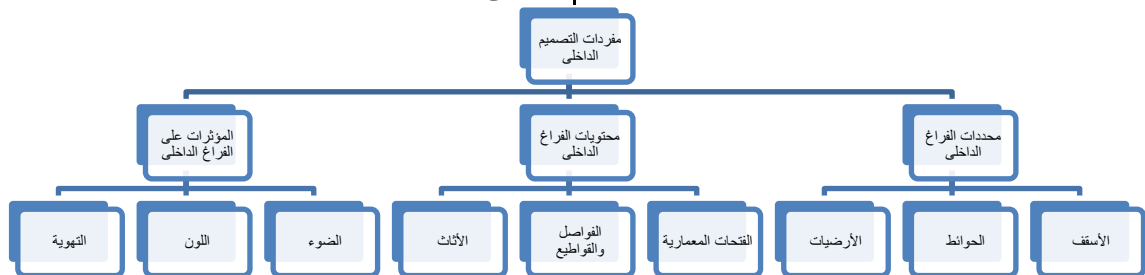 مفردات التصميم
الداخلى
محددات الفراغ
الداخلى
محتويات الفراغ
الداخلى
المؤثرات على
الفراغ الداخلى
الأسقف
الحوائط
الأرضيات
الفتحات المعمارية
الفواصل
والقواطيع
الأثاث
الضوء
اللون
التهوية